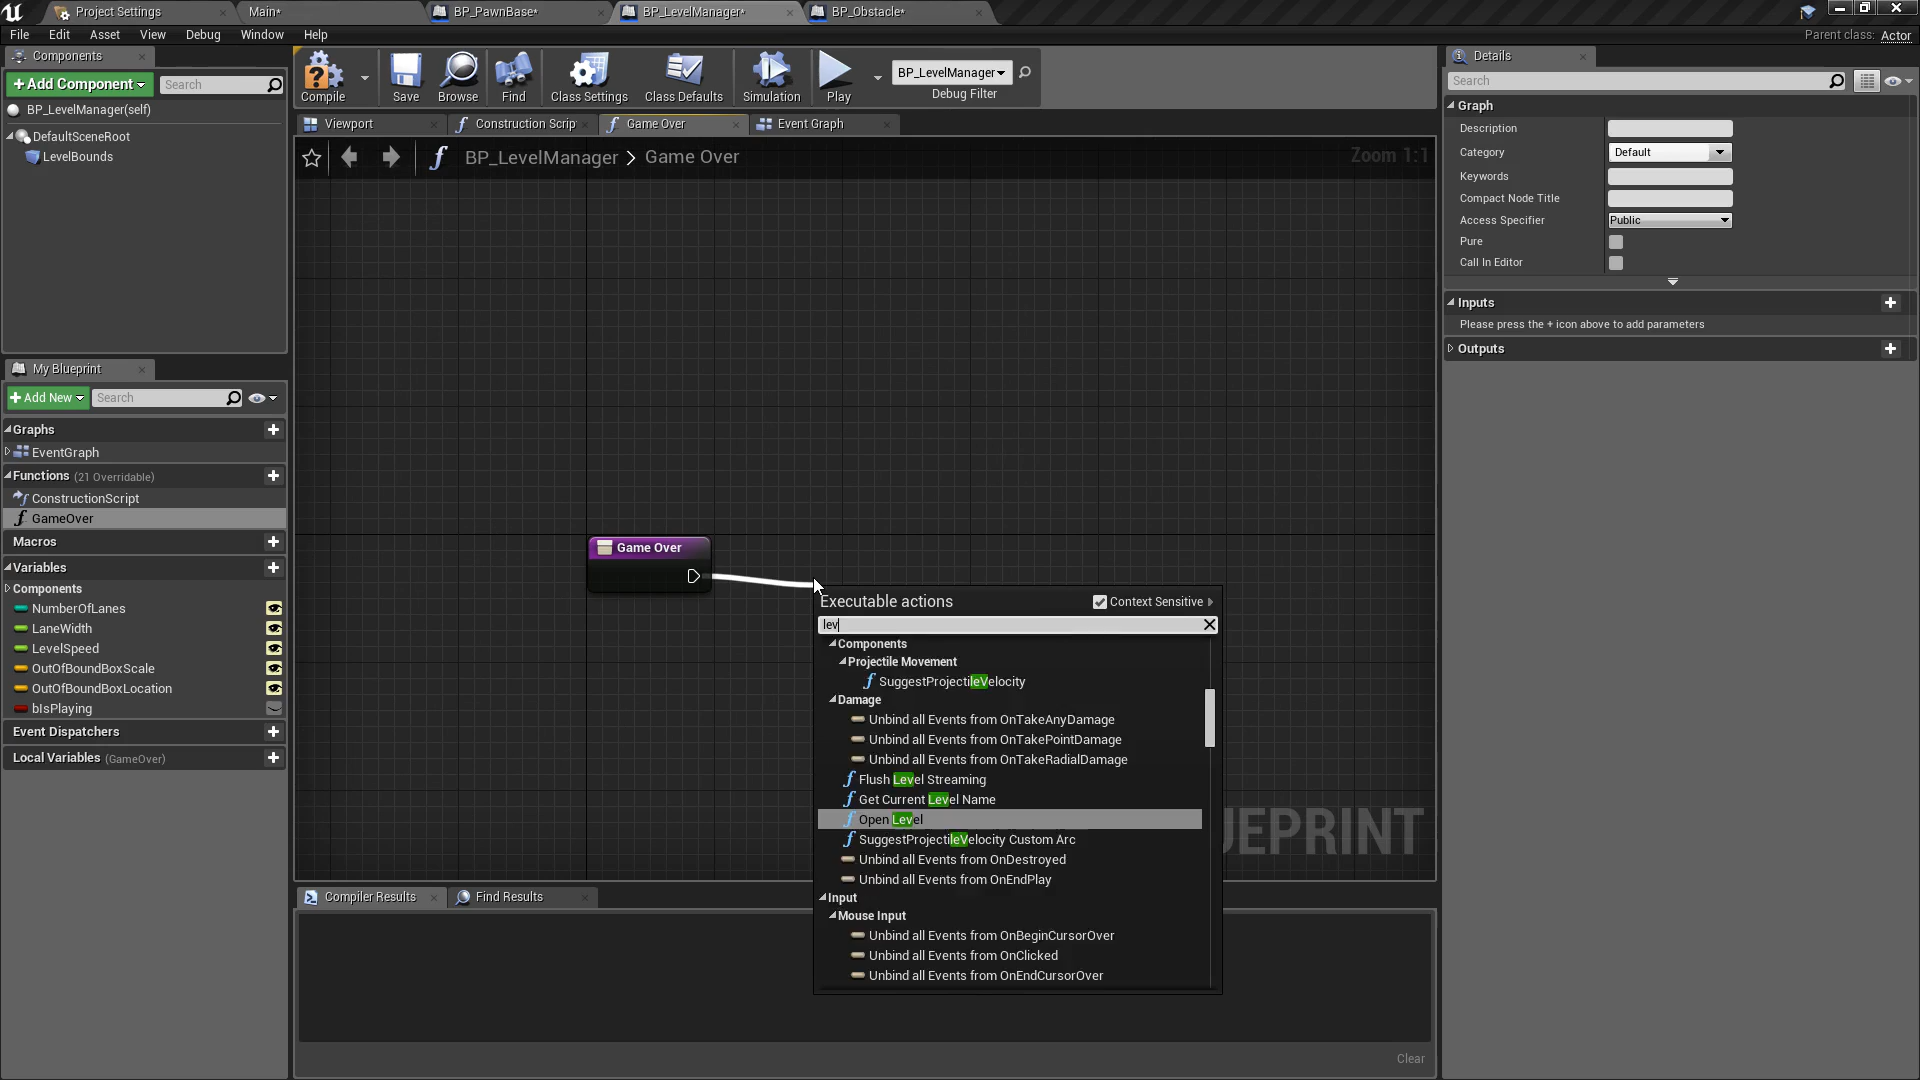 Project Settings
Main*
BP_PawnBase*
BP_LevelManager*
BP_Obstacle*
File Edit Asset View Debug Window Help
Parent class: Actor
Components
+ Add Component
Search
BP_LevelManager(self)
DefaultSceneRoot
LevelBounds
Compile
Save
Browse
Find
Class Settings
Class Defaults
Simulation
Play
BP_LevelManager
Debug Filter
Viewport
Construction Scrip
Game Over
Event Graph
BP_LevelManager > Game Over
Zoom 1:1
My Blueprint
+ Add New
Search
Graphs
EventGraph
Functions (21 Overridable)
ConstructionScript
GameOver
Macros
Variables
Components
NumberOfLanes
LaneWidth
LevelSpeed
OutOfBoundBoxScale
OutOfBoundBoxLocation
bIsPlaying
Event Dispatchers
Local Variables (GameOver)
Game Over
Executable actions
Context Sensitive
lev
Components
Projectile Movement
SuggestProjectileVelocity
Damage
Unbind all Events from OnTakeAnyDamage
Unbind all Events from OnTakePointDamage
Unbind all Events from OnTakeRadialDamage
Flush Level Streaming
Get Current Level Name
Open Level
SuggestProjectileVelocity Custom Arc
Unbind all Events from OnDestroyed
Unbind all Events from OnEndPlay
Input
Mouse Input
Unbind all Events from OnBeginCursorOver
Unbind all Events from OnClicked
Unbind all Events from OnEndCursorOver
UEPRINT
Compiler Results
Find Results
Clear
Details
Search
Graph
Description
Category
Default
Keywords
Compact Node Title
Access Specifier
Public
Pure
Call In Editor
Inputs
Please press the + icon above to add parameters
Outputs